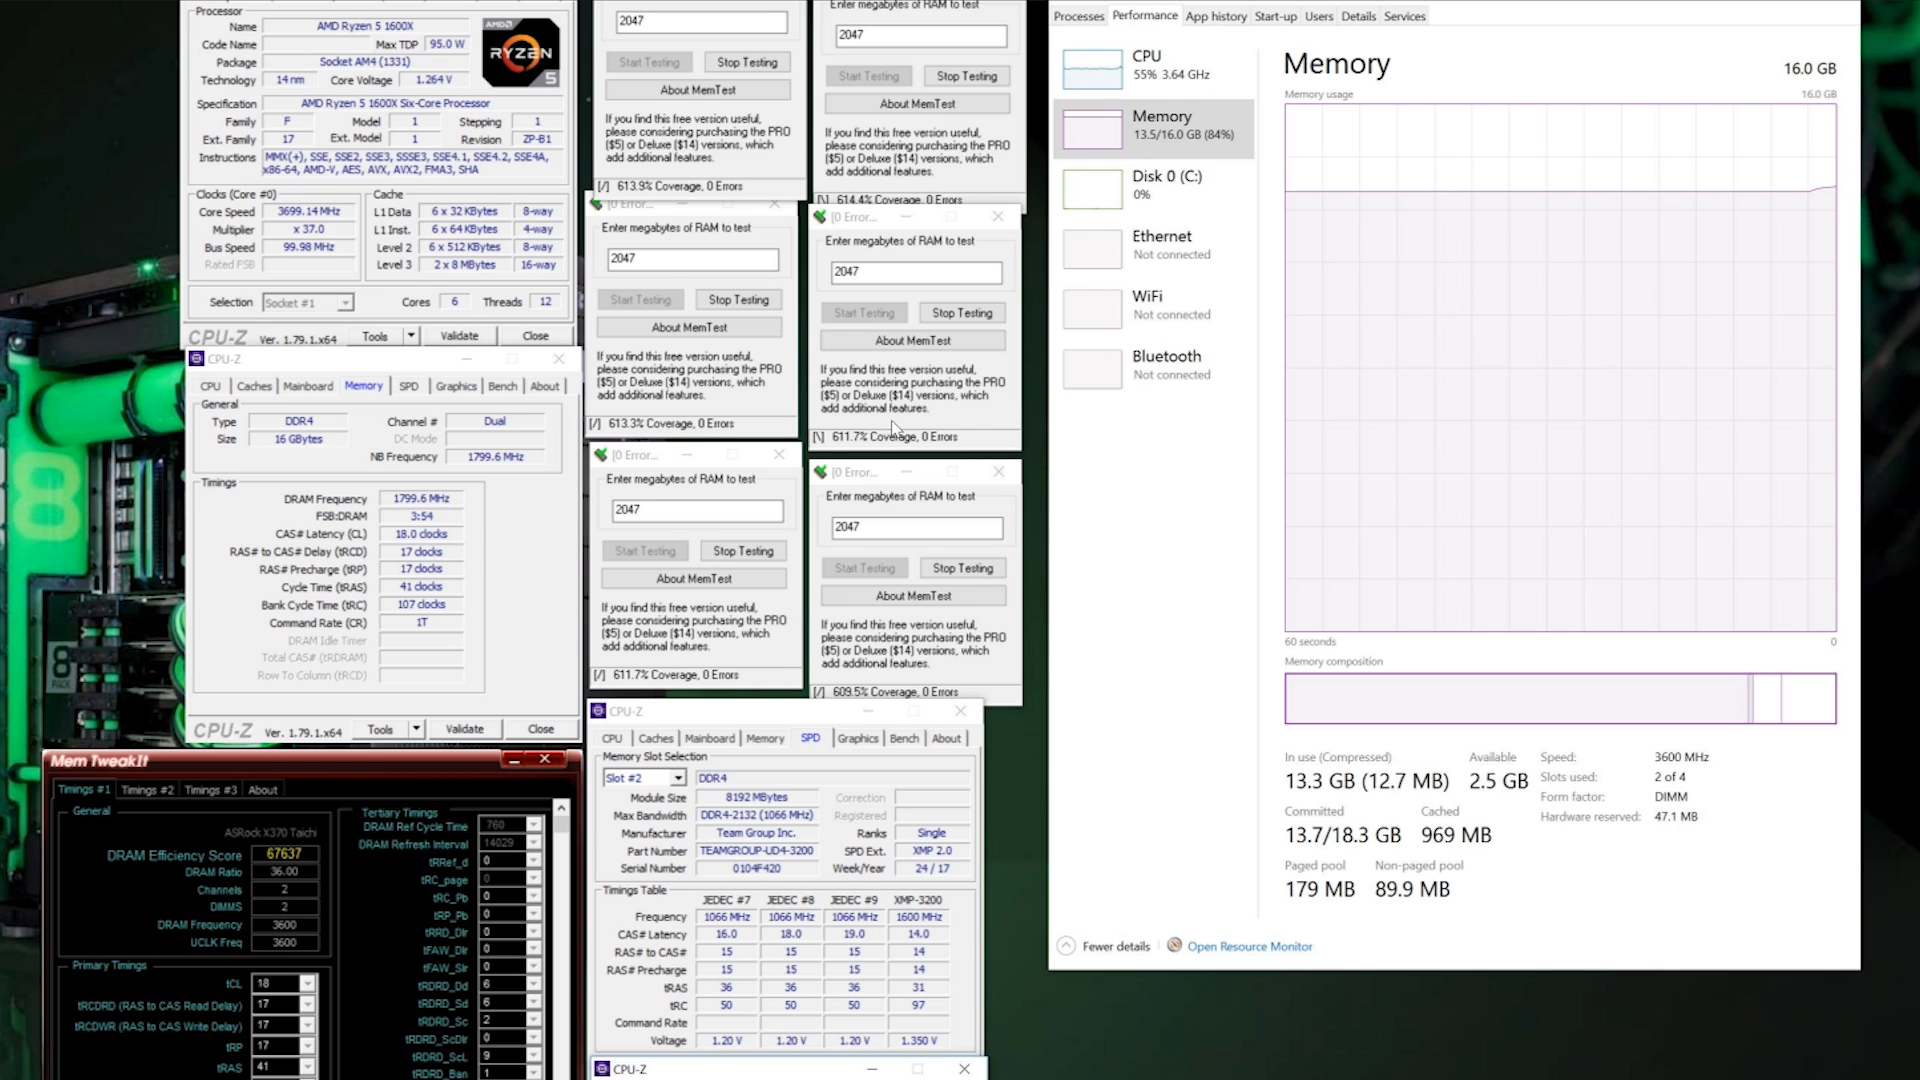 Processor
Name AMD Ryzen 5 1600X
Code Name Max TDP 95.0 W
Package Socket AM4 (1331)
Technology 14 nm Core Voltage 1.264 V
AMD
RYZEN
5
Specification AMD Ryzen 5 1600X Six-Core Processor
Family F Model 1 Stepping 1
Ext. Family 17 Ext. Model 1 Revision ZP-B1
Instructions MMX(+), SSE, SSE2, SSE3, SSSE3, SSE4.1, SSE4.2, SSE4A,
x86-64, AMD-V, AES, AVX, AVX2, FMA3, SHA
Clocks (Core #0)
Core Speed 3699.14 MHz
Multiplier x 37.0
Bus Speed 99.98 MHz
Rated FSB
Cache
L1 Data 6 x 32 KBytes 8-way
L1 Inst. 6 x 64 KBytes 4-way
Level 2 6 x 512 KBytes 8-way
Level 3 2 x 8 MBytes 16-way
Selection Socket #1 Cores 6 Threads 12
CPU-Z Ver. 1.79.1.x64 Tools Validate Close
CPU-Z
CPU Caches Mainboard Memory SPD Graphics Bench About
General
Type DDR4 Channel # Dual
Size 16 GBytes DC Mode
NB Frequency 1799.6 MHz
Timings
DRAM Frequency 1799.6 MHz
FSB:DRAM 3:54
CAS# Latency (CL) 18.0 clocks
RAS# to CAS# Delay (tRCD) 17 clocks
RAS# Precharge (tRP) 17 clocks
Cycle Time (tRAS) 41 clocks
Bank Cycle Time (tRC) 107 clocks
Command Rate (CR) 1T
DRAM Idle Timer
Total CAS# (tRDRAM)
Row To Column (tRCD)
CPU-Z Ver. 1.79.1.x64 Tools Validate Close
8
8
PACK
Mem TweakIt
Timings #1 Timings #2 Timings #3 About
General
ASRock X370 Taichi
DRAM Efficiency Score 67637
DRAM Ratio 36.00
Channels 2
DIMMS 2
DRAM Frequency 3600
UCLK Freq 3600
Primary Timings
tCL 18
tRCDRD (RAS to CAS Read Delay) 17
tRCDWR (RAS to CAS Write Delay) 17
tRP 17
tRAS 41
Tertiary Timings
DRAM Ref Cycle Time 760
DRAM Refresh Interval 14029
tRRef_d 0
tRC_page 0
tRC_Pb 0
tRP_Pb 0
tRRD_Dlr 0
tFAW_Dlr 0
tFAW_Slr 0
tRDRD_Dd 6
tRDRD_Sd 6
tRDRD_Sc 2
tRDRD_ScDlr 0
tRDRD_ScL 9
tRDRD_Ban 1
2047
Start Testing Stop Testing
About MemTest
If you find this free version useful,
please considering purchasing the PRO
($5) or Deluxe ($14) versions, which
add additional features.
[/] 613.9% Coverage, 0 Errors
Enter megabytes of RAM to test
2047
Start Testing Stop Testing
About MemTest
If you find this free version useful,
please considering purchasing the PRO
($5) or Deluxe ($14) versions, which
add additional features.
[\] 614.4% Coverage, 0 Errors
[0 Error...
Enter megabytes of RAM to test
2047
Start Testing Stop Testing
About MemTest
If you find this free version useful,
please considering purchasing the PRO
($5) or Deluxe ($14) versions, which
add additional features.
[/] 613.3% Coverage, 0 Errors
[0 Error...
Enter megabytes of RAM to test
2047
Start Testing Stop Testing
About MemTest
If you find this free version useful,
please considering purchasing the PRO
($5) or Deluxe ($14) versions, which
add additional features.
[\] 611.7% Coverage, 0 Errors
[0 Error...
Enter megabytes of RAM to test
2047
Start Testing Stop Testing
About MemTest
If you find this free version useful,
please considering purchasing the PRO
($5) or Deluxe ($14) versions, which
add additional features.
[/] 611.7% Coverage, 0 Errors
[0 Error...
Enter megabytes of RAM to test
2047
Start Testing Stop Testing
About MemTest
If you find this free version useful,
please considering purchasing the PRO
($5) or Deluxe ($14) versions, which
add additional features.
[/] 609.5% Coverage, 0 Errors
CPU-Z
CPU Caches Mainboard Memory SPD Graphics Bench About
Memory Slot Selection
Slot #2 DDR4
Module Size 8192 MBytes Correction
Max Bandwidth DDR4-2132 (1066 MHz) Registered
Manufacturer Team Group Inc. Ranks Single
Part Number TEAMGROUP-UD4-3200 SPD Ext. XMP 2.0
Serial Number 0104F420 Week/Year 24 / 17
Timings Table
JEDEC #7 JEDEC #8 JEDEC #9 XMP-3200
Frequency 1066 MHz 1066 MHz 1066 MHz 1600 MHz
CAS# Latency 16.0 18.0 19.0 14.0
RAS# to CAS# 15 15 15 14
RAS# Precharge 15 15 15 14
tRAS 36 36 36 31
tRC 50 50 50 97
Command Rate
Voltage 1.20 V 1.20 V 1.20 V 1.350 V
CPU-Z
Processes Performance App history Start-up Users Details Services
CPU
55% 3.64 GHz
Memory
13.5/16.0 GB (84%)
Disk 0 (C:)
0%
Ethernet
Not connected
WiFi
Not connected
Bluetooth
Not connected
Memory 16.0 GB
Memory usage 16.0 GB
60 seconds 0
Memory composition
In use (Compressed) Available
13.3 GB (12.7 MB) 2.5 GB
Committed Cached
13.7/18.3 GB 969 MB
Paged pool Non-paged pool
179 MB 89.9 MB
Speed: 3600 MHz
Slots used: 2 of 4
Form factor: DIMM
Hardware reserved: 47.1 MB
Fewer details Open Resource Monitor